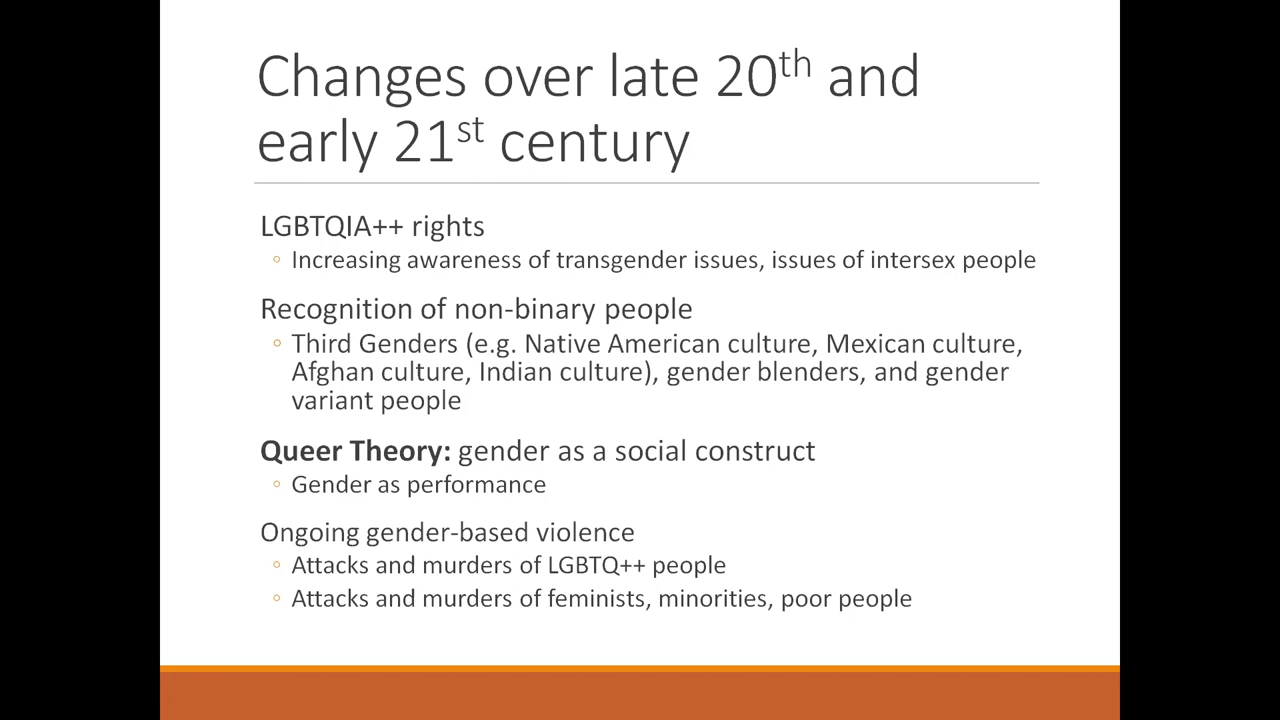 Changes over late 20th and
early 21st century
LGBTQIA++ rights
◦ Increasing awareness of transgender issues, issues of intersex people
Recognition of non-binary people
◦ Third Genders (e.g. Native American culture, Mexican culture,
Afghan culture, Indian culture), gender blenders, and gender
variant people
Queer Theory: gender as a social construct
◦ Gender as performance
Ongoing gender-based violence
◦ Attacks and murders of LGBTQ++ people
◦ Attacks and murders of feminists, minorities, poor people